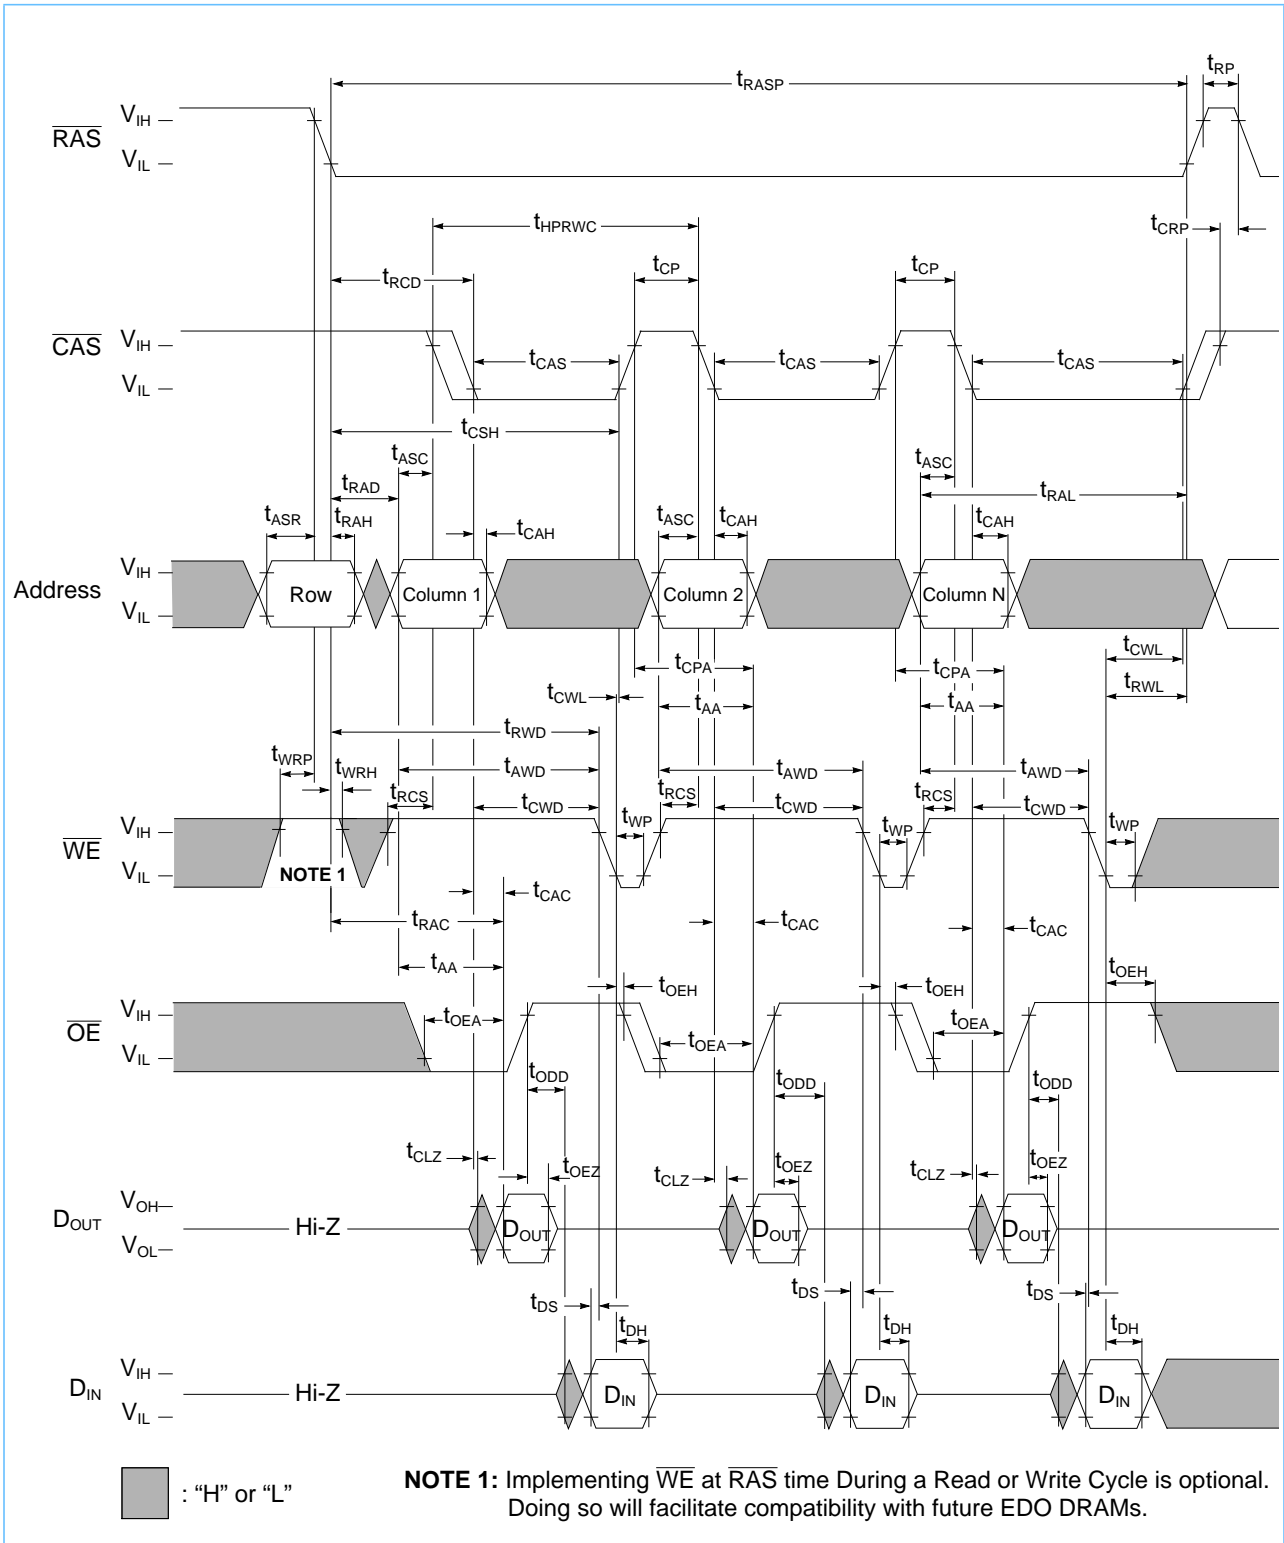 tRP
tRASP
VIH
RAS
VIL
tHPRWC
tCRP
tCP
tCP
tRCD
VIH
CAS
tCAS
tCAS
tCAS
VIL
tCSH
tASC
tASC
tRAD
tRAL
tASR
tRAH
tCAH
tASC
tCAH
tCAH
VIH
Address
Row
Column 1
Column 2
Column N
VIL
tCWL
tCPA
tCPA
tCWL
tRWL
tAA
tAA
tRWD
tWRP
tWRH
tAWD
tAWD
tAWD
tRCS
tRCS
tRCS
tCWD
tCWD
tCWD
tWP
tWP
tWP
VIH
WE
VIL
NOTE 1
tCAC
tRAC
tCAC
tCAC
tAA
tOEH
tOEH
tOEH
VIH
OE
tOEA
tOEA
tOEA
VIL
tODD
tODD
tODD
tCLZ
tOEZ
tCLZ
tOEZ
tCLZ
tOEZ
VOH
DOUT
Hi-Z
DOUT
DOUT
DOUT
VOL
tDS
tDS
tDS
tDH
tDH
tDH
VIH
DIN
Hi-Z
DIN
DIN
DIN
VIL
: “H” or “L”
NOTE 1: Implementing WE at RAS time During a Read or Write Cycle is optional.
Doing so will facilitate compatibility with future EDO DRAMs.